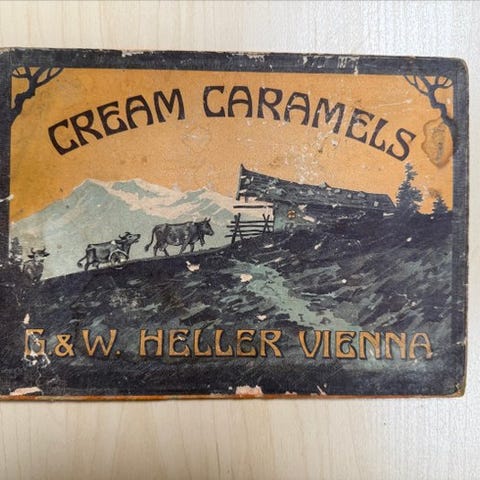 CREAM CARAMELS
G & W. HELLER VIENNA